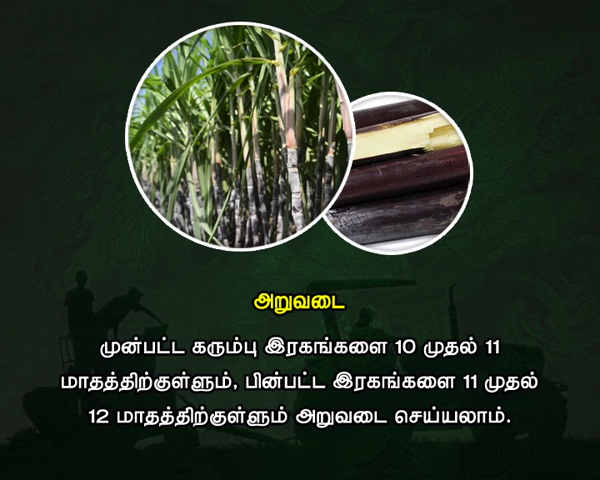 அறுவடை
முன்பட்ட கரும்பு இரகங்களை 10 முதல் 11
மாதத்திற்குள்ளும், பின்பட்ட இரகங்களை 11 முதல்
12 மாதத்திற்குள்ளும் அறுவடை செய்யலாம்.